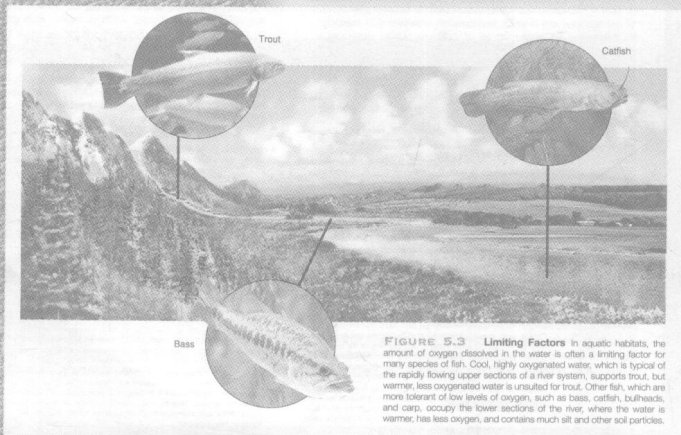 Trout
Catfish
Bass
FIGURE 5.3 Limiting Factors In aquatic habitats, the
amount of oxygen dissolved in the water is often a limiting factor for
many species of fish. Cool, highly oxygenated water, which is typical of
the rapidly flowing upper sections of a river system, supports trout, but
warmer, less oxygenated water is unsuited for trout. Other fish, which are
more tolerant of low levels of oxygen, such as bass, catfish, bullheads,
and carp, occupy the lower sections of the river, where the water is
warmer, has less oxygen, and contains much silt and other soil particles.